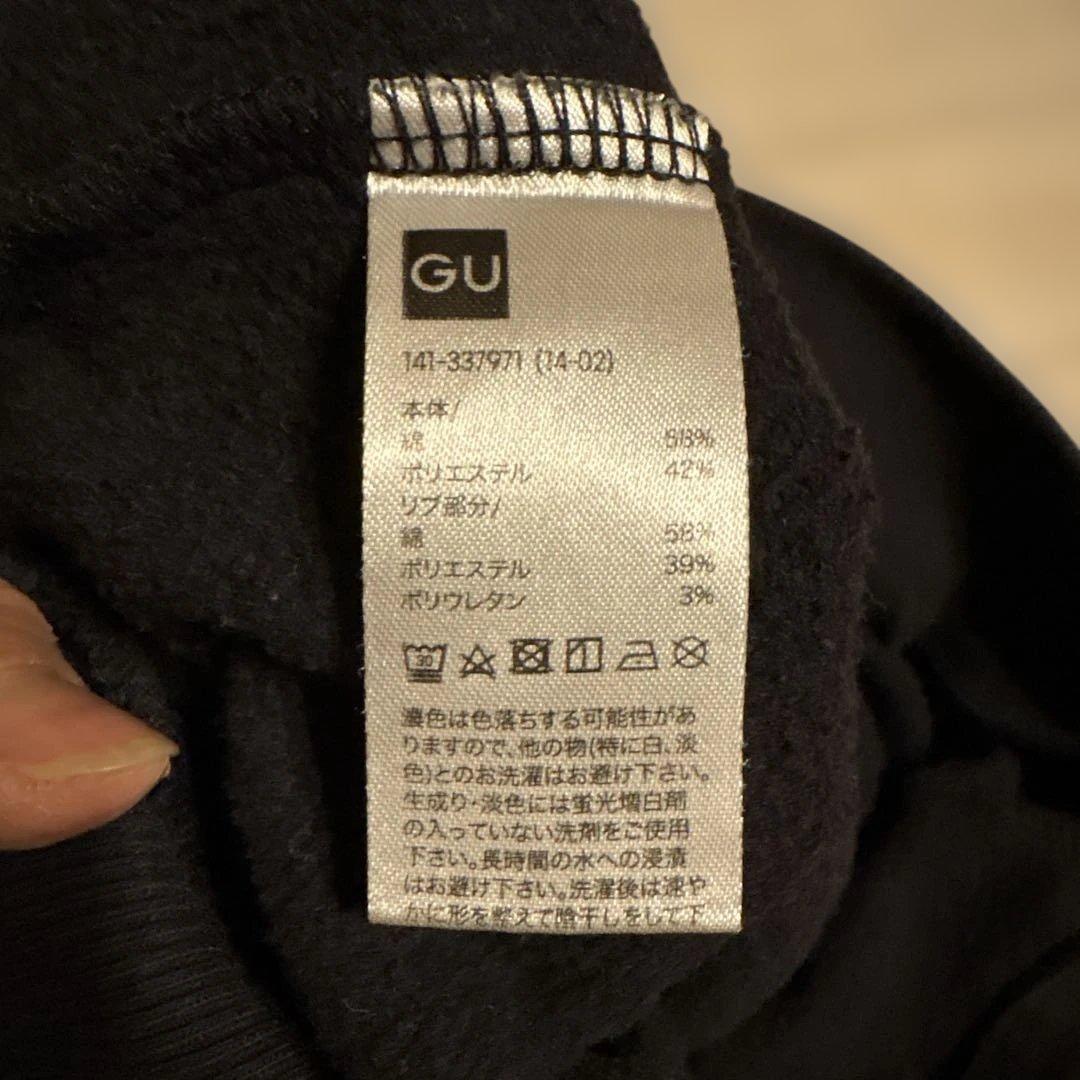 GU
141-337971 (14-02)
本体/
綿 58%
ポリエステル 42%
リブ部分/
綿 58%
ポリエステル 39%
ポリウレタン 3%
30
濃色は色落ちする可能性があ
りますので、他の物(特に白、淡
色)とのお洗濯はお避け下さい。
生成り・淡色には蛍光増白剤
の入っていない洗剤をご使用
下さい。長時間の水への浸漬
はお避け下さい。洗濯後は速や
かに形を整えて陰干しをして下